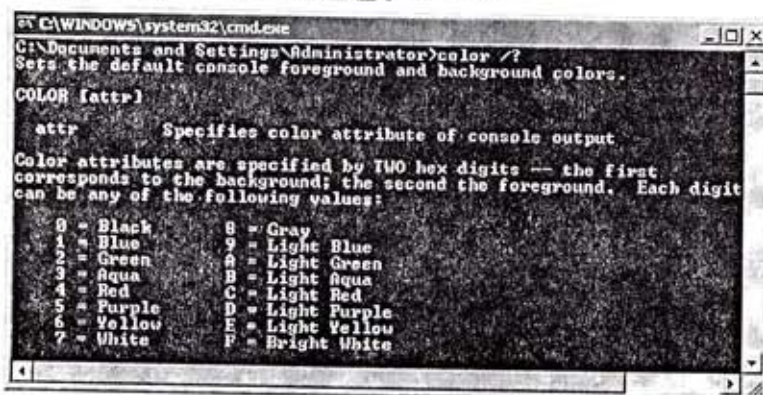 C:\WINDOWS\system32\cmd.exe
C:\Documents and Settings\Administrator>color /?
Sets the default console foreground and background colors.
COLOR [attr]
attr Specifies color attribute of console output
Color attributes are specified by TWO hex digits -- the first
corresponds to the background; the second the foreground. Each digit
can be any of the following values:
0 = Black 8 = Gray
1 = Blue 9 = Light Blue
2 = Green A = Light Green
3 = Aqua B = Light Aqua
4 = Red C = Light Red
5 = Purple D = Light Purple
6 = Yellow E = Light Yellow
7 = White F = Bright White